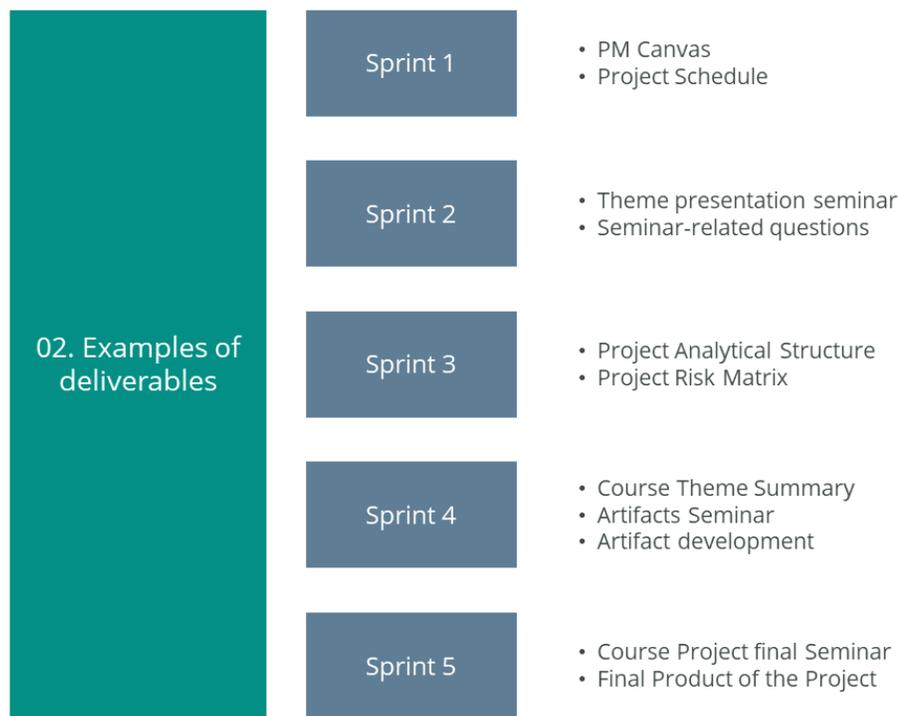 02. Examples of
deliverables
Sprint 1
• PM Canvas
• Project Schedule
Sprint 2
• Theme presentation seminar
• Seminar-related questions
Sprint 3
• Project Analytical Structure
• Project Risk Matrix
Sprint 4
• Course Theme Summary
• Artifacts Seminar
• Artifact development
Sprint 5
• Course Project final Seminar
• Final Product of the Project